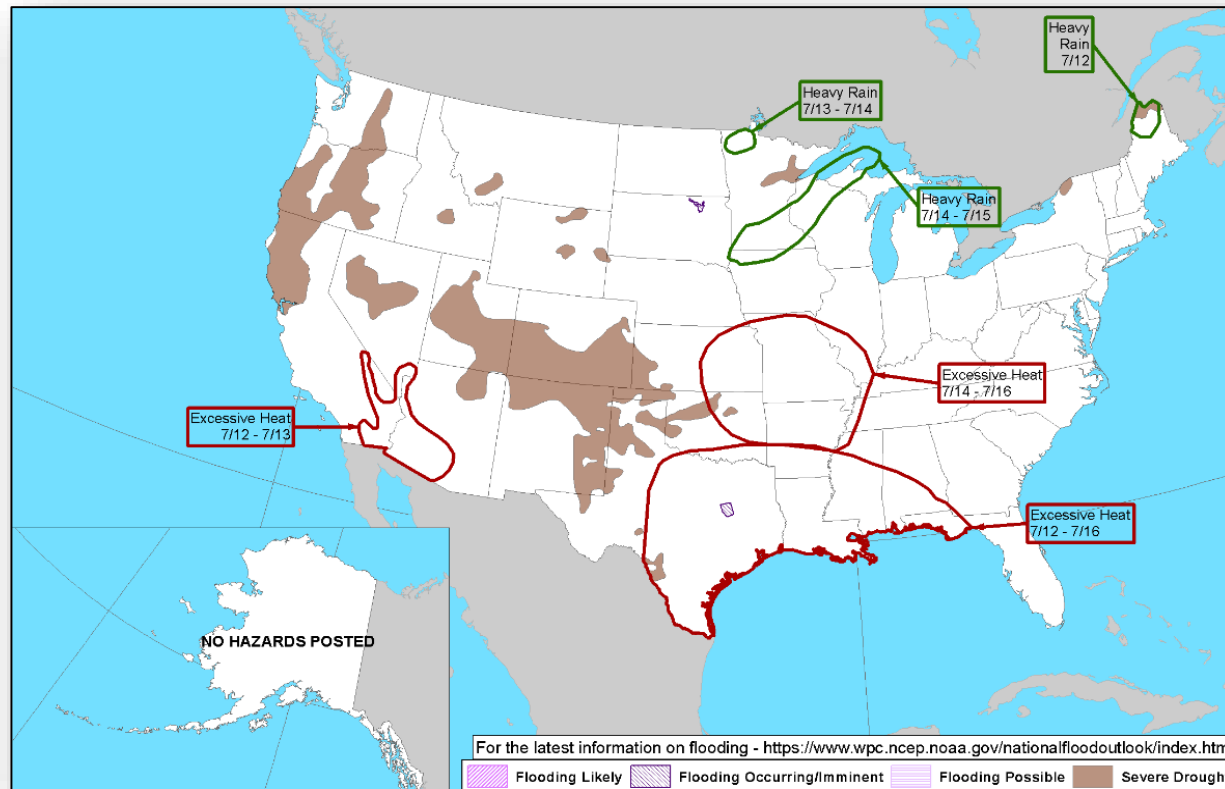 Heavy
Rain
7/12
Heavy Rain
7/13 - 7/14
Heavy Rain
7/14 - 7/15
Excessive Heat
7/14 - 7/16
Excessive Heat
7/12 - 7/13
Excessive Heat
7/12 - 7/16
NO HAZARDS POSTED
For the latest information on flooding - https://www.wpc.ncep.noaa.gov/nationalfloodoutlook/index.htm
Flooding Likely
Flooding Occurring/Imminent
Flooding Possible
Severe Drough